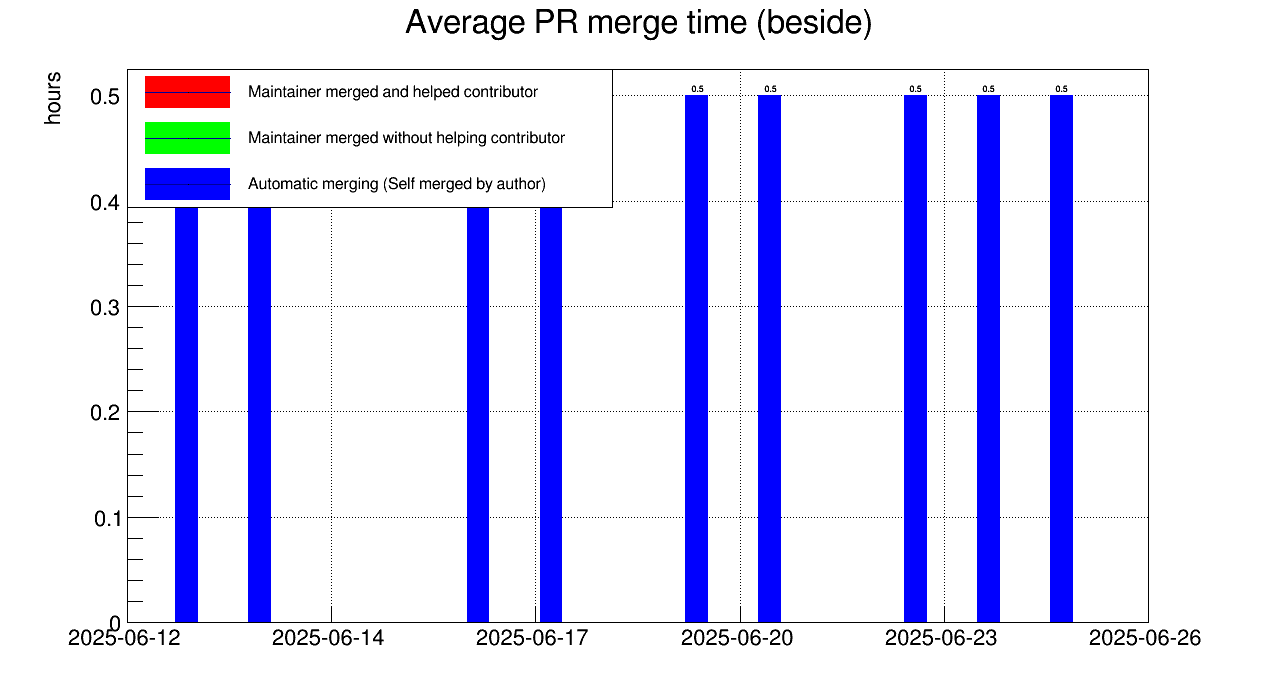 Average PR merge time (beside)
hours
Maintainer merged and helped contributor
Maintainer merged without helping contributor
Automatic merging (Self merged by author)
0.5
0.4
0.3
0.2
0.1
0
0.5 0.5 0.5 0.5 0.5
2025-06-12 2025-06-14 2025-06-17 2025-06-20 2025-06-23 2025-06-26